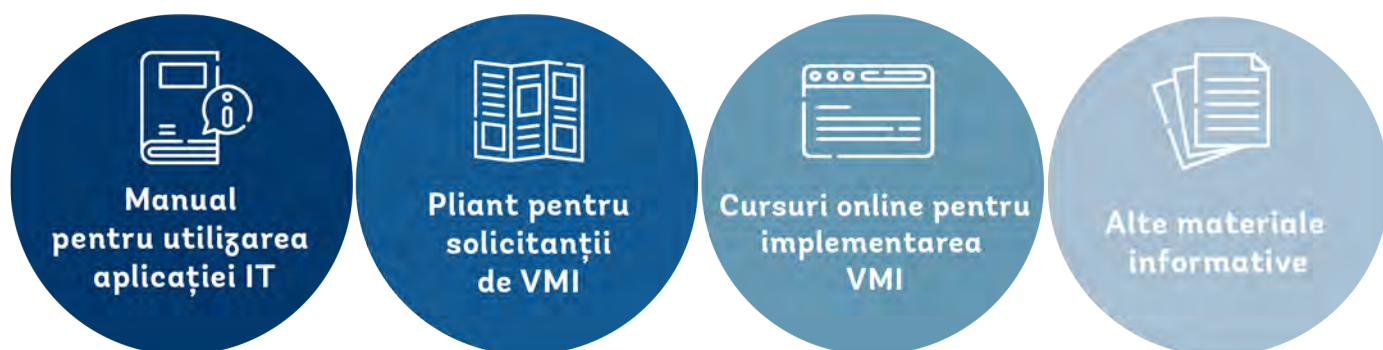 Manual
pentru utilizarea
aplicației IT
Pliant pentru
solicitanții
de VMI
Cursuri online pentru
implementarea
VMI
Alte materiale
informative